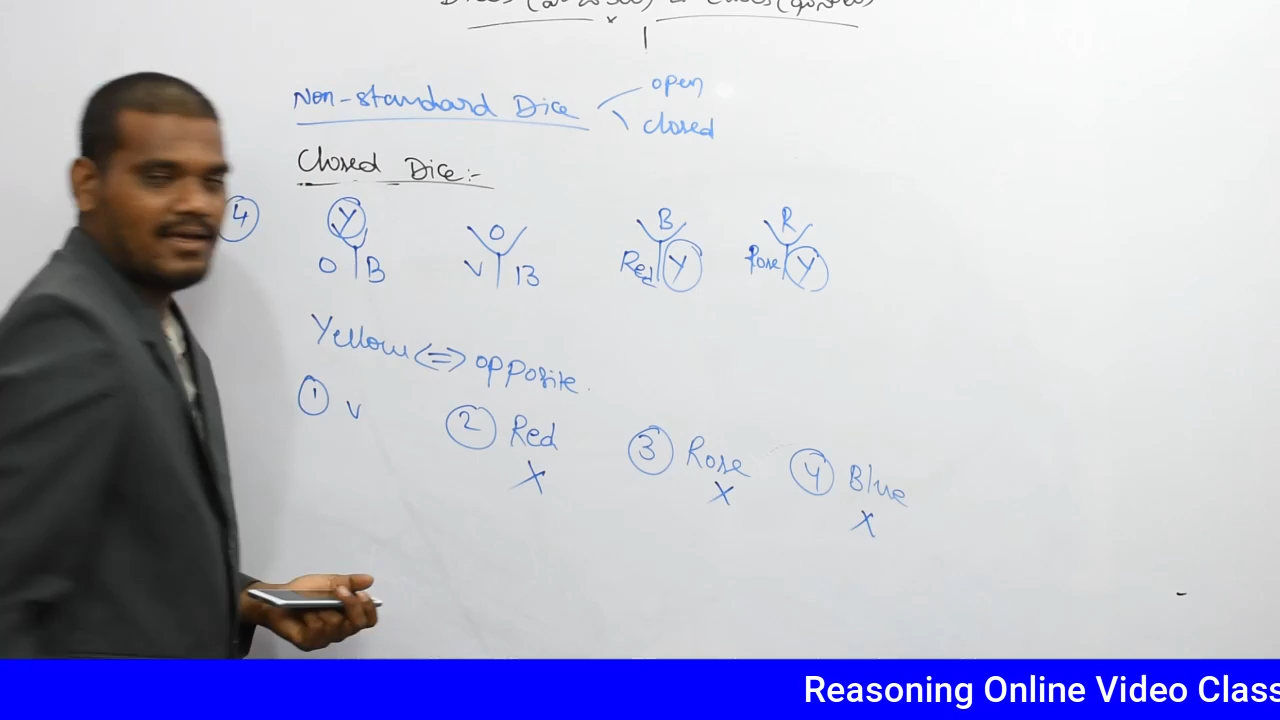 Non-standard Dice open
closed
Closed Dice:-
4 Y O B R
O B V B Red Y Rose Y
Yellow <=> opposite.
1 V 2 Red 3 Rose 4 Blue
X X X
Reasoning Online Video Class